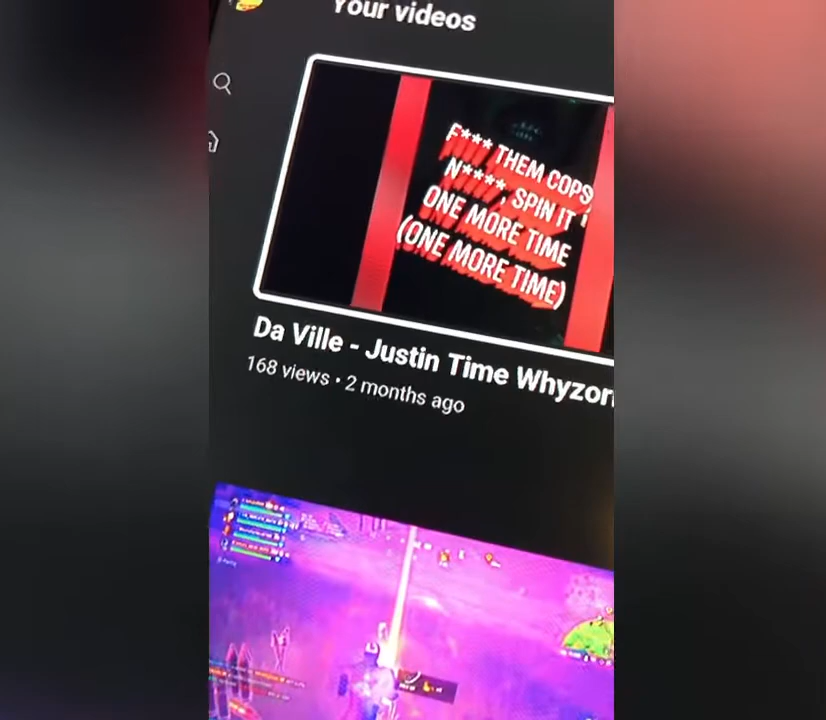 Your videos
F*** THEM COPS
N****, SPIN IT
ONE MORE TIME
(ONE MORE TIME)
Da Ville - Justin Time Whyzor
168 views • 2 months ago